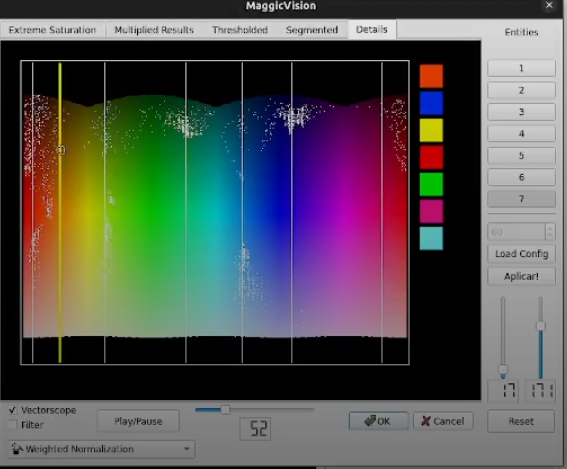 MaggicVision
Extreme Saturation Multiplied Results Thresholded Segmented Details
Entities
1
2
3
4
5
6
7
60
Load Config
Aplicar!
17 171
Vectorscope
Filter
Play/Pause
52
OK Cancel Reset
Weighted Normalization